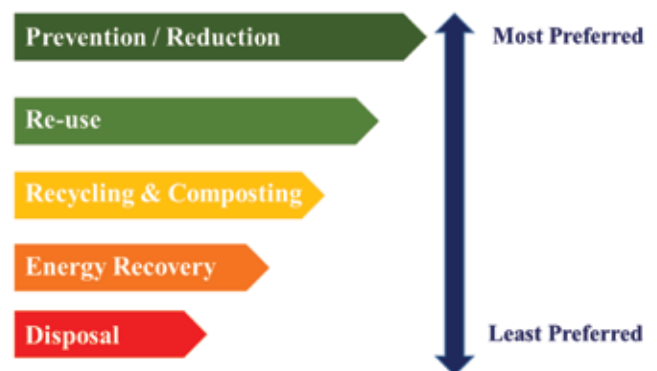 Prevention / Reduction
Most Preferred
Re-use
Recycling & Composting
Energy Recovery
Disposal
Least Preferred